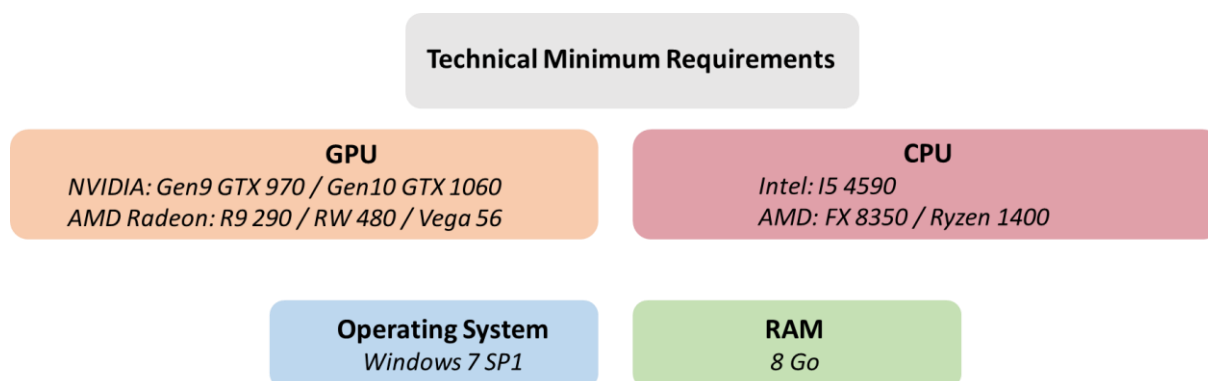 Technical Minimum Requirements
GPU
NVIDIA: Gen9 GTX 970 / Gen10 GTX 1060
AMD Radeon: R9 290 / RW 480 / Vega 56
CPU
Intel: I5 4590
AMD: FX 8350 / Ryzen 1400
Operating System
Windows 7 SP1
RAM
8 Go